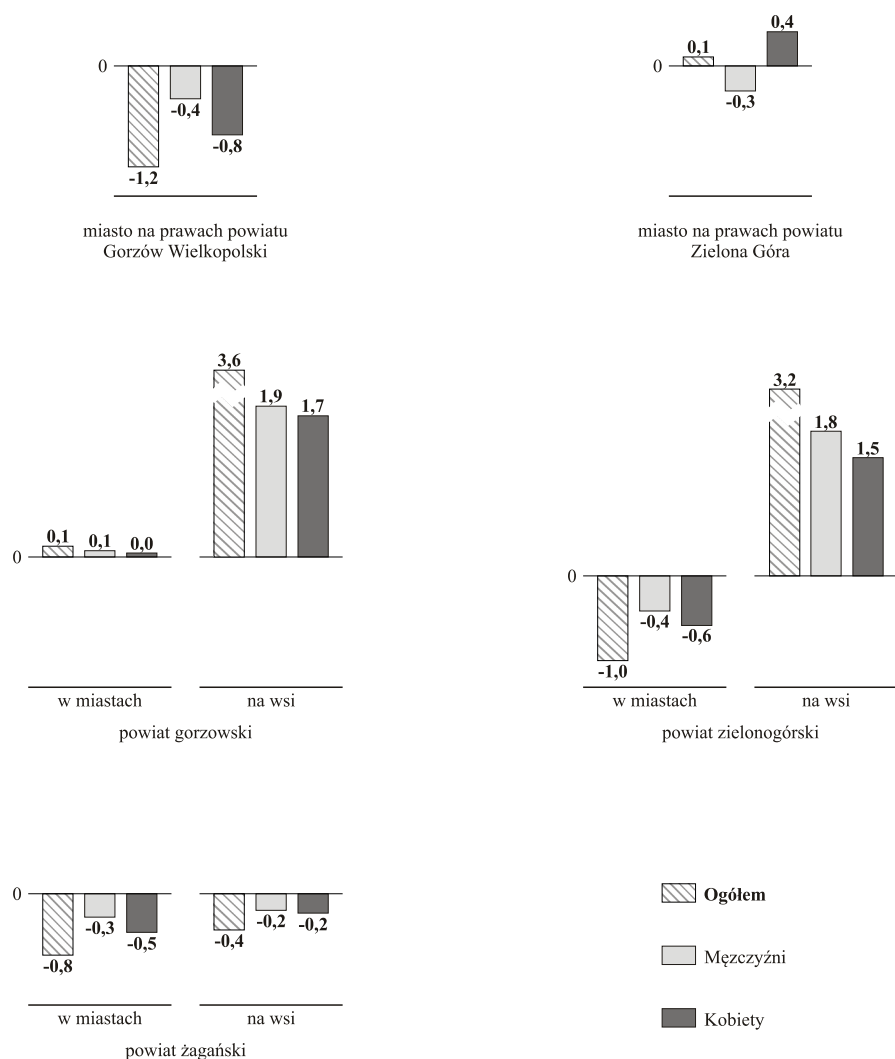 0
-1,2
-0,4
-0,8
miasto na prawach powiatu
Gorzów Wielkopolski
0
0,1
-0,3
0,4
miasto na prawach powiatu
Zielona Góra
0
0,1
0,1
0,0
3,6
1,9
1,7
w miastach
na wsi
powiat gorzowski
0
-1,0
-0,4
-0,6
3,2
1,8
1,5
w miastach
na wsi
powiat zielonogórski
0
-0,8
-0,3
-0,5
-0,4
-0,2
-0,2
w miastach
na wsi
powiat żagański
Ogółem
Mężczyźni
Kobiety